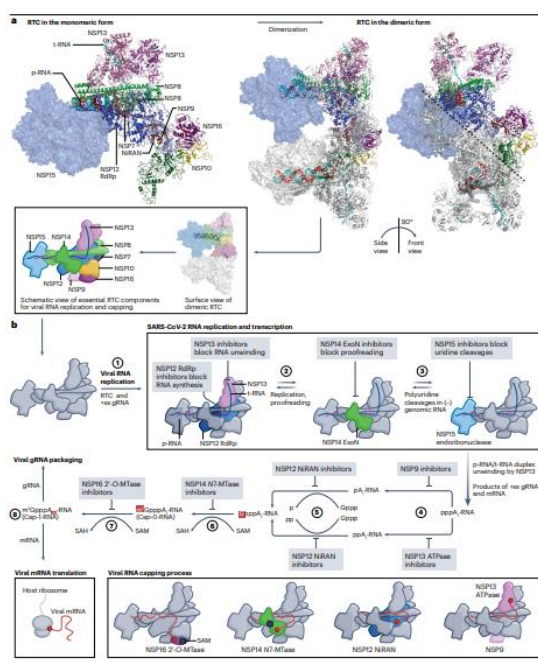 a RTC in the monomeric form
Dimerization
RTC in the dimeric form
NSP13
t-RNA
NSP13
p-RNA
NSP8
NSP8
NSP9
NSP16
NSP7
NiRAN
NSP12
RdRp
NSP15
NSP10
90°
Side
view
Front
view
NSP15
NSP14
NSP13
NSP8
NSP7
NSP10
NSP16
NSP12
NSP9
Schematic view of essential RTC components
for viral RNA replication and capping
Surface view of
dimeric RTC
b
SARS-CoV-2 RNA replication and transcription
1
Viral RNA
replication
RTC and
+ss gRNA
NSP13 inhibitors
block RNA unwinding
NSP12 RdRp
inhibitors block
RNA synthesis
NSP13
t-RNA
p-RNA
NSP12 RdRp
2
Replication,
proofreading
NSP14 ExoN inhibitors
block proofreading
NSP14 ExoN
3
Polyuridine
cleavages in (–)
genomic RNA
NSP15 inhibitors block
uridine cleavages
NSP15
endoribonuclease
p-RNA/t-RNA duplex
unwinding by NSP13
Products of +ss gRNA
and mRNA
Viral gRNA packaging
gRNA
8
(Cap-1-RNA)
mRNA
NSP16 2'-O-MTase
inhibitors
7
SAH
SAM
(Cap-0-RNA)
NSP14 N7-MTase
inhibitors
6
SAH
SAM
NSP12 NiRAN inhibitors
NSP9 inhibitors
p
Gppp
pp
Gppp
5
4
NSP12 NiRAN
inhibitors
NSP13 ATPase
inhibitors
Viral mRNA translation
Host ribosome
Viral mRNA
Viral RNA capping process
SAM
NSP16 2'-O-MTase
NSP14 N7-MTase
NSP12 NiRAN
NSP13
ATPase
NSP9